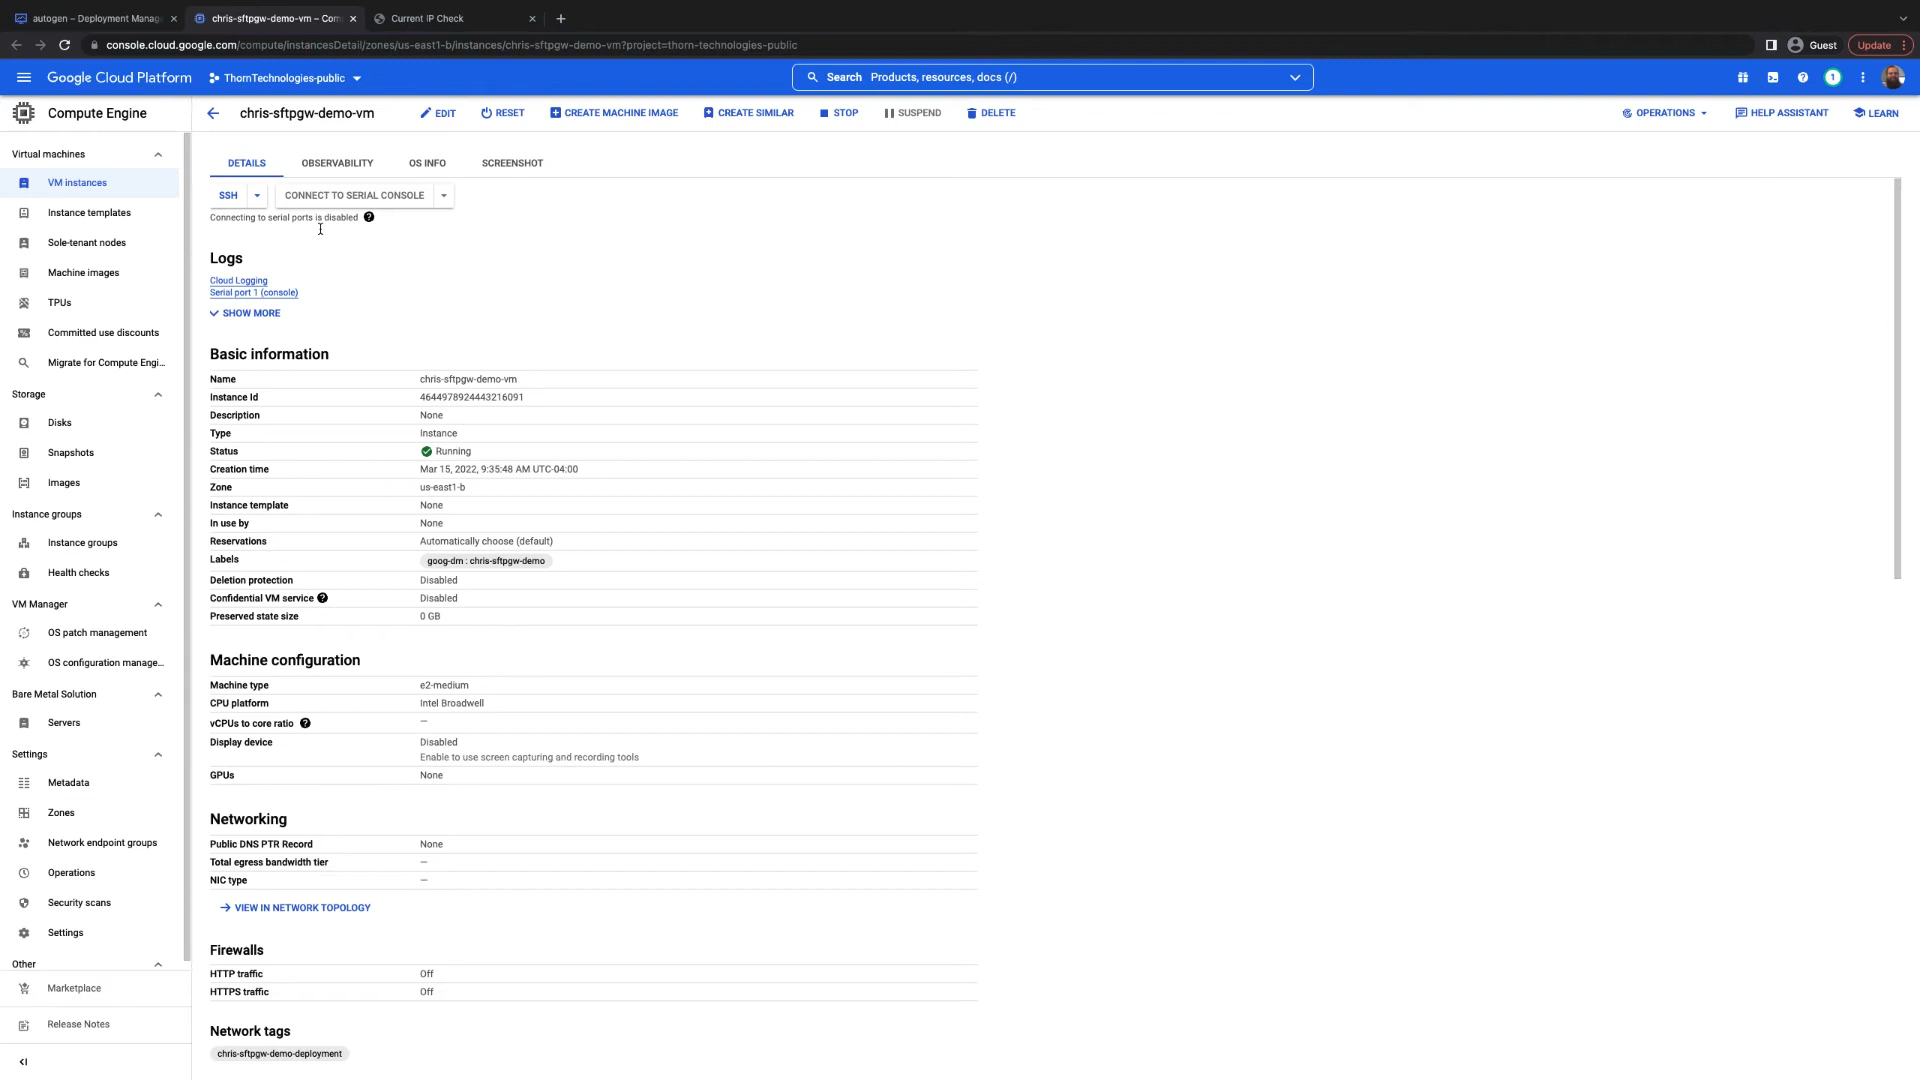 autogen – Deployment Manag
chris-sftpgw-demo-vm – Com
Current IP Check
console.cloud.google.com/compute/instancesDetail/zones/us-east1-b/instances/chris-sftpgw-demo-vm?project=thorn-technologies-public
Guest
Update
Google Cloud Platform
ThornTechnologies-public
Search Products, resources, docs (/)
1
Compute Engine
chris-sftpgw-demo-vm
EDIT
RESET
CREATE MACHINE IMAGE
CREATE SIMILAR
STOP
SUSPEND
DELETE
OPERATIONS
HELP ASSISTANT
LEARN
Virtual machines
VM instances
Instance templates
Sole-tenant nodes
Machine images
TPUs
Committed use discounts
Migrate for Compute Engi...
Storage
Disks
Snapshots
Images
Instance groups
Instance groups
Health checks
VM Manager
OS patch management
OS configuration manage...
Bare Metal Solution
Servers
Settings
Metadata
Zones
Network endpoint groups
Operations
Security scans
Settings
Other
Marketplace
Release Notes
DETAILS
OBSERVABILITY
OS INFO
SCREENSHOT
SSH
CONNECT TO SERIAL CONSOLE
Connecting to serial ports is disabled
Logs
Cloud Logging
Serial port 1 (console)
SHOW MORE
Basic information
Name chris-sftpgw-demo-vm
Instance Id 4644978924443216091
Description None
Type Instance
Status Running
Creation time Mar 15, 2022, 9:35:48 AM UTC-04:00
Zone us-east1-b
Instance template None
In use by None
Reservations Automatically choose (default)
Labels goog-dm : chris-sftpgw-demo
Deletion protection Disabled
Confidential VM service Disabled
Preserved state size 0 GB
Machine configuration
Machine type e2-medium
CPU platform Intel Broadwell
vCPUs to core ratio —
Display device Disabled
Enable to use screen capturing and recording tools
GPUs None
Networking
Public DNS PTR Record None
Total egress bandwidth tier —
NIC type —
VIEW IN NETWORK TOPOLOGY
Firewalls
HTTP traffic Off
HTTPS traffic Off
Network tags
chris-sftpgw-demo-deployment